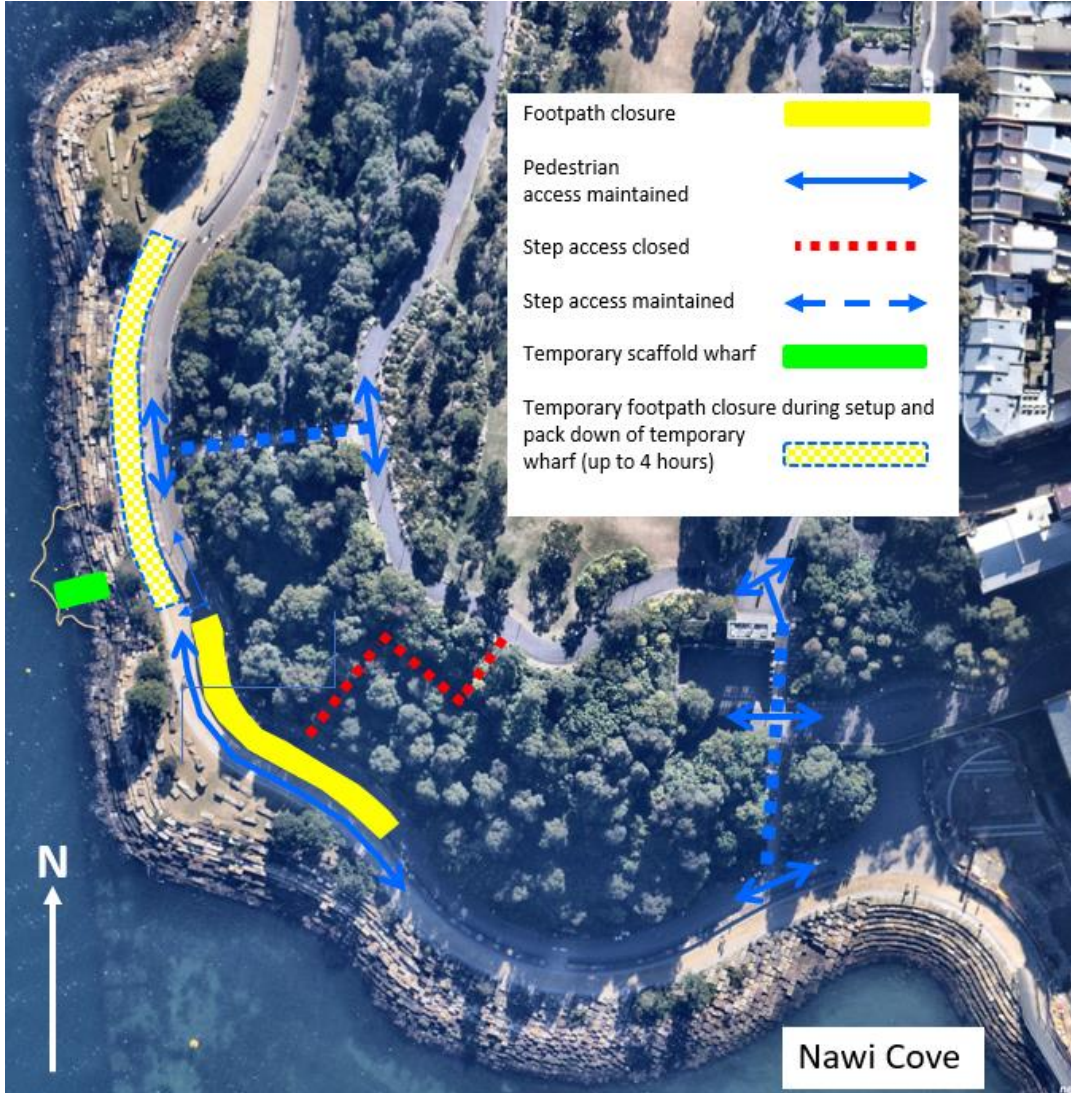 Footpath closure
Pedestrian
access maintained
Step access closed
Step access maintained
Temporary scaffold wharf
Temporary footpath closure during setup and
pack down of temporary
wharf (up to 4 hours)
N
Nawi Cove